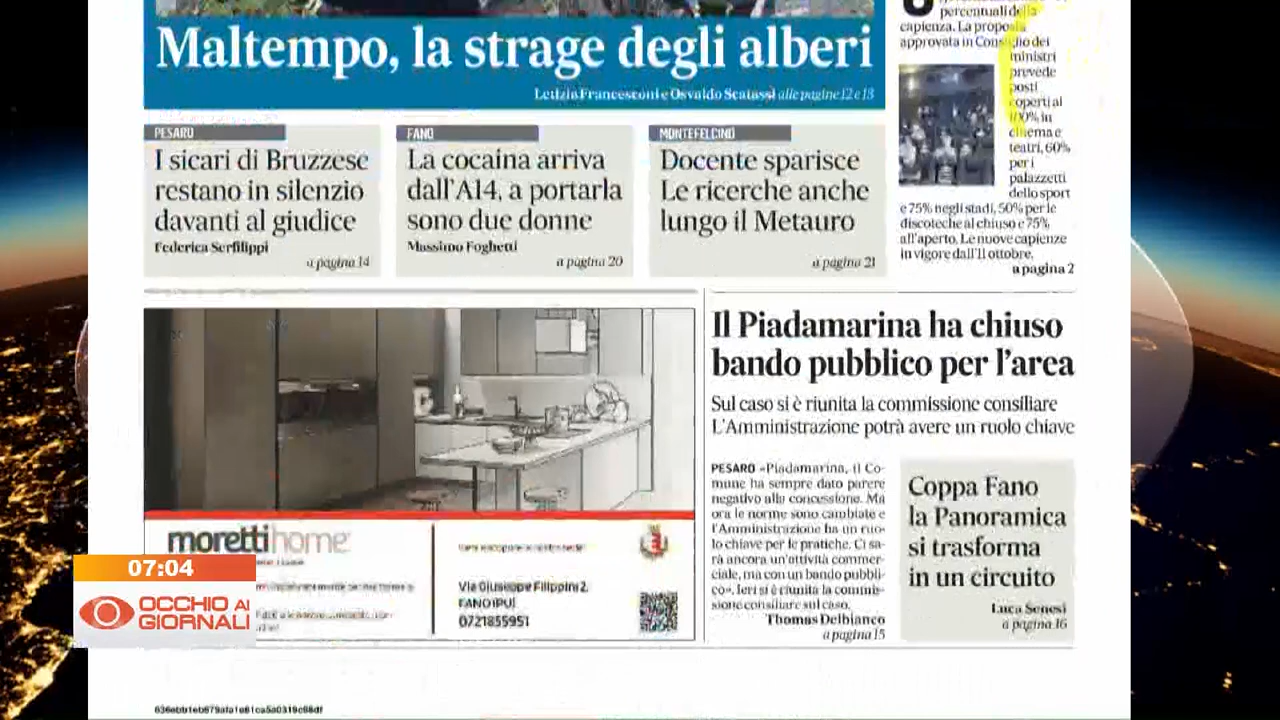 Maltempo, la strage degli alberi
Letizia Francesconi e Osvaldo Scatassi alle pagine 12 e 13
percentuali della
capienza. La proposta
approvata in Consiglio dei
ministri
prevede
posti
coperti al
100% in
cinema e
teatri, 60%
per i
palazzetti
dello sport
e 75% negli stadi, 50% per le
discoteche al chiuso e 75%
all'aperto. Le nuove capienze
in vigore dall'11 ottobre.
a pagina 2
PESARO
I sicari di Bruzzese
restano in silenzio
davanti al giudice
Federica Serfilippi
a pagina 14
FANO
La cocaina arriva
dall'A14, a portarla
sono due donne
Massimo Foghetti
a pagina 20
MONTEFELCINO
Docente sparisce
Le ricerche anche
lungo il Metauro
a pagina 21
Il Piadamarina ha chiuso
bando pubblico per l'area
Sul caso si è riunita la commissione consiliare
L'Amministrazione potrà avere un ruolo chiave
PESARO «Piadamarina, il Co-
mune ha sempre dato parere
negativo alla concessione. Ma
ora le norme sono cambiate e
l'Amministrazione ha un ruo-
lo chiave per le pratiche. Ci sa-
rà ancora un'attività commer-
ciale, ma con un bando pubbli-
co». Ieri si è riunita la commis-
sione consiliare sul caso.
Thomas Delbianco
a pagina 15
Coppa Fano
la Panoramica
si trasforma
in un circuito
Luca Senesi
a pagina 16
morettihome
Via Giuseppe Filippini 2,
FANO (PU)
0721855951
07:04
OCCHIO AI
GIORNALI